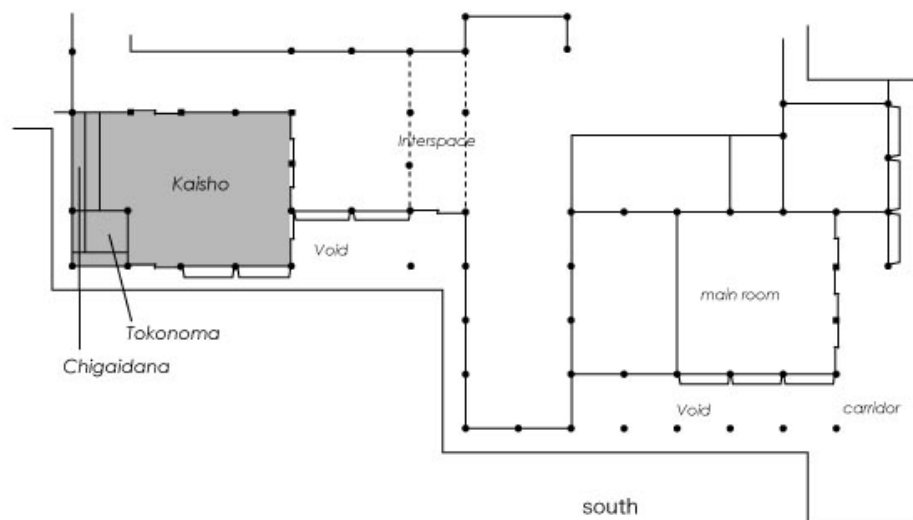 Interspace
Kaisho
Void
main room
Tokonoma
Chigaidana
Void
carridor
south